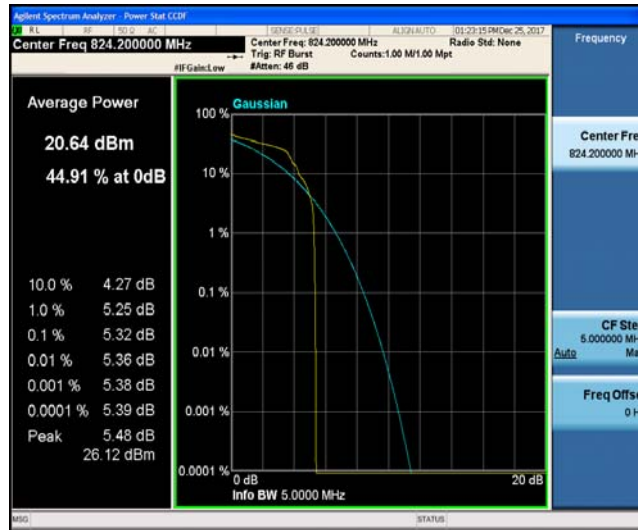 Agilent Spectrum Analyzer - Power Stat CCDF
RL RF 50 Ω AC SENSE:PULSE ALIGN AUTO 01:23:15 PM Dec 25, 2017
Center Freq 824.200000 MHz
Center Freq: 824.200000 MHz Radio Std: None
Trig: RF Burst Counts:1.00 M/1.00 Mpt
#IFGain:Low #Atten: 46 dB
Frequency
Average Power
20.64 dBm
44.91 % at 0dB
10.0 % 4.27 dB
1.0 % 5.25 dB
0.1 % 5.32 dB
0.01 % 5.36 dB
0.001 % 5.38 dB
0.0001 % 5.39 dB
Peak 5.48 dB
26.12 dBm
Gaussian
100 %
10 %
1 %
0.1 %
0.01 %
0.001 %
0.0001 %
0 dB 20 dB
Info BW 5.0000 MHz
Center Fre
824.200000 MH
CF Ste
5.000000 MH
Auto Ma
Freq Offs
0 H
MSG STATUS